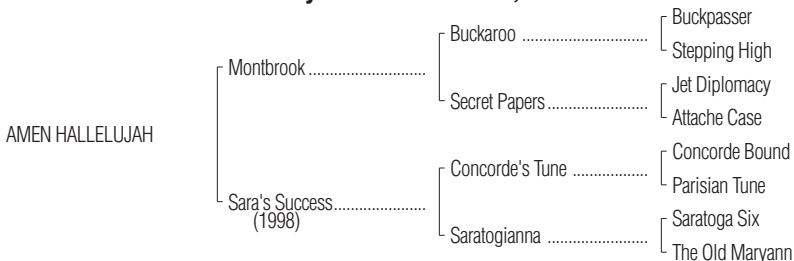 Buckpasser
Buckaroo ............................
Stepping High
Montbrook ..........................
Jet Diplomacy
Secret Papers ......................
Attache Case
AMEN HALLELUJAH
Concorde Bound
Concorde's Tune .................
Parisian Tune
Sara's Success ....................
(1998)
Saratoga Six
Saratogianna ......................
The Old Maryann